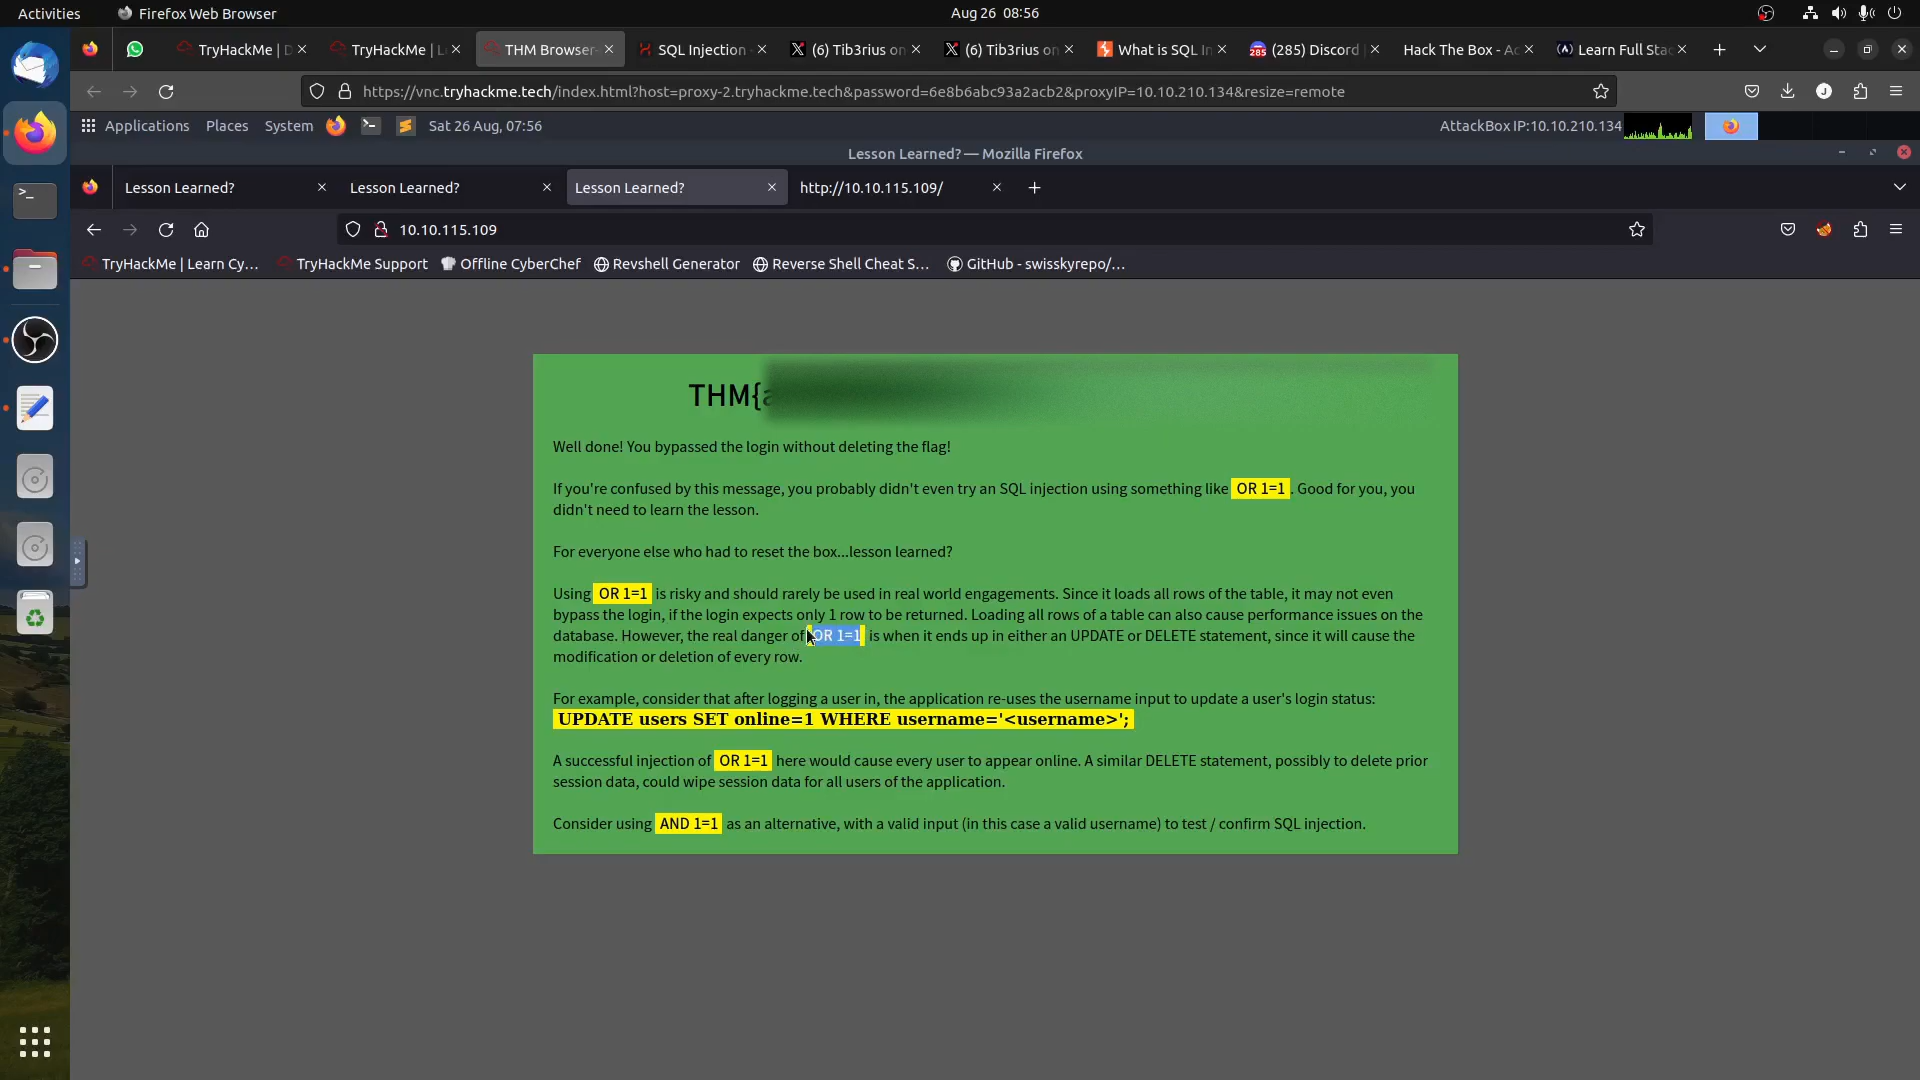 Activities
Firefox Web Browser
Aug 26 08:56
TryHackMe | D
TryHackMe | L
THM Browser-
SQL Injection
(6) Tib3rius on
(6) Tib3rius on
What is SQL In
(285) Discord
Hack The Box - Ac
Learn Full Stac
https://vnc.tryhackme.tech/index.html?host=proxy-2.tryhackme.tech&password=6e8b6abc93a2acb2&proxyIP=10.10.210.134&resize=remote
J
Applications Places System
Sat 26 Aug, 07:56
AttackBox IP:10.10.210.134
Lesson Learned? — Mozilla Firefox
Lesson Learned?
Lesson Learned?
Lesson Learned?
http://10.10.115.109/
10.10.115.109
TryHackMe | Learn Cy…
TryHackMe Support
Offline CyberChef
Revshell Generator
Reverse Shell Cheat S…
GitHub - swisskyrepo/…
THM{a
Well done! You bypassed the login without deleting the flag!
If you're confused by this message, you probably didn't even try an SQL injection using something like OR 1=1. Good for you, you
didn't need to learn the lesson.
For everyone else who had to reset the box...lesson learned?
Using OR 1=1 is risky and should rarely be used in real world engagements. Since it loads all rows of the table, it may not even
bypass the login, if the login expects only 1 row to be returned. Loading all rows of a table can also cause performance issues on the
database. However, the real danger of OR 1=1 is when it ends up in either an UPDATE or DELETE statement, since it will cause the
modification or deletion of every row.
For example, consider that after logging a user in, the application re-uses the username input to update a user's login status:
UPDATE users SET online=1 WHERE username='<username>';
A successful injection of OR 1=1 here would cause every user to appear online. A similar DELETE statement, possibly to delete prior
session data, could wipe session data for all users of the application.
Consider using AND 1=1 as an alternative, with a valid input (in this case a valid username) to test / confirm SQL injection.